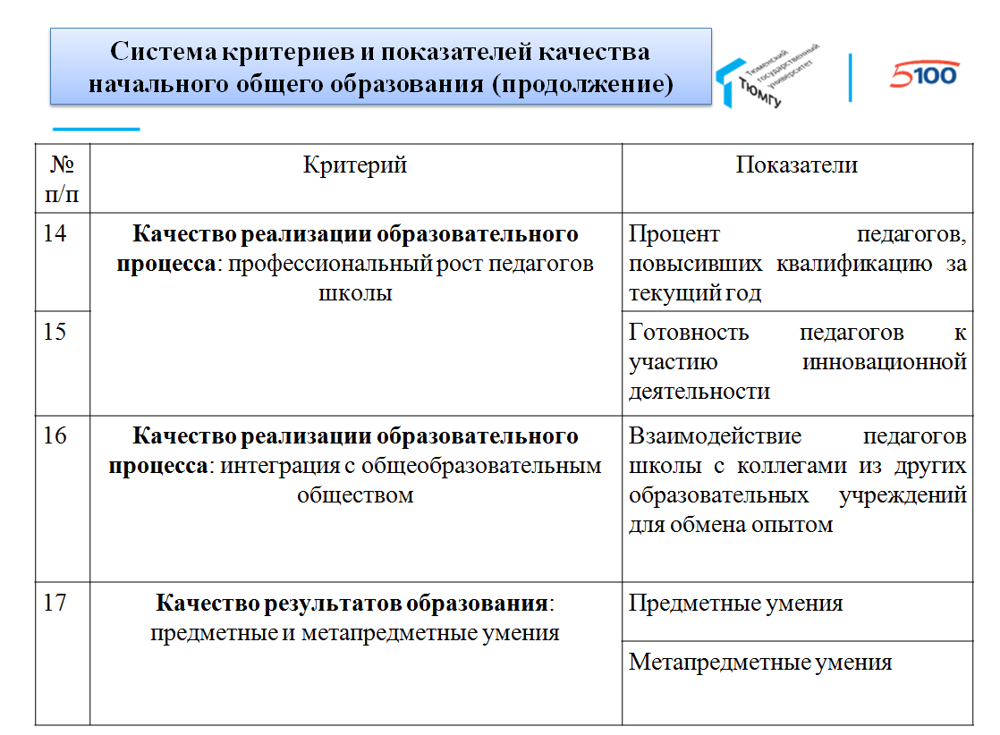 Система критериев и показателей качества
начального общего образования (продолжение)
Тюменский
государственный
университет
ТЮМГУ
5100
№
п/п
Критерий
Показатели
14
Качество реализации образовательного
процесса: профессиональный рост педагогов
школы
Процент педагогов,
повысивших квалификацию за
текущий год
15
Готовность педагогов к
участию инновационной
деятельности
16
Качество реализации образовательного
процесса: интеграция с общеобразовательным
обществом
Взаимодействие педагогов
школы с коллегами из других
образовательных учреждений
для обмена опытом
17
Качество результатов образования:
предметные и метапредметные умения
Предметные умения
Метапредметные умения